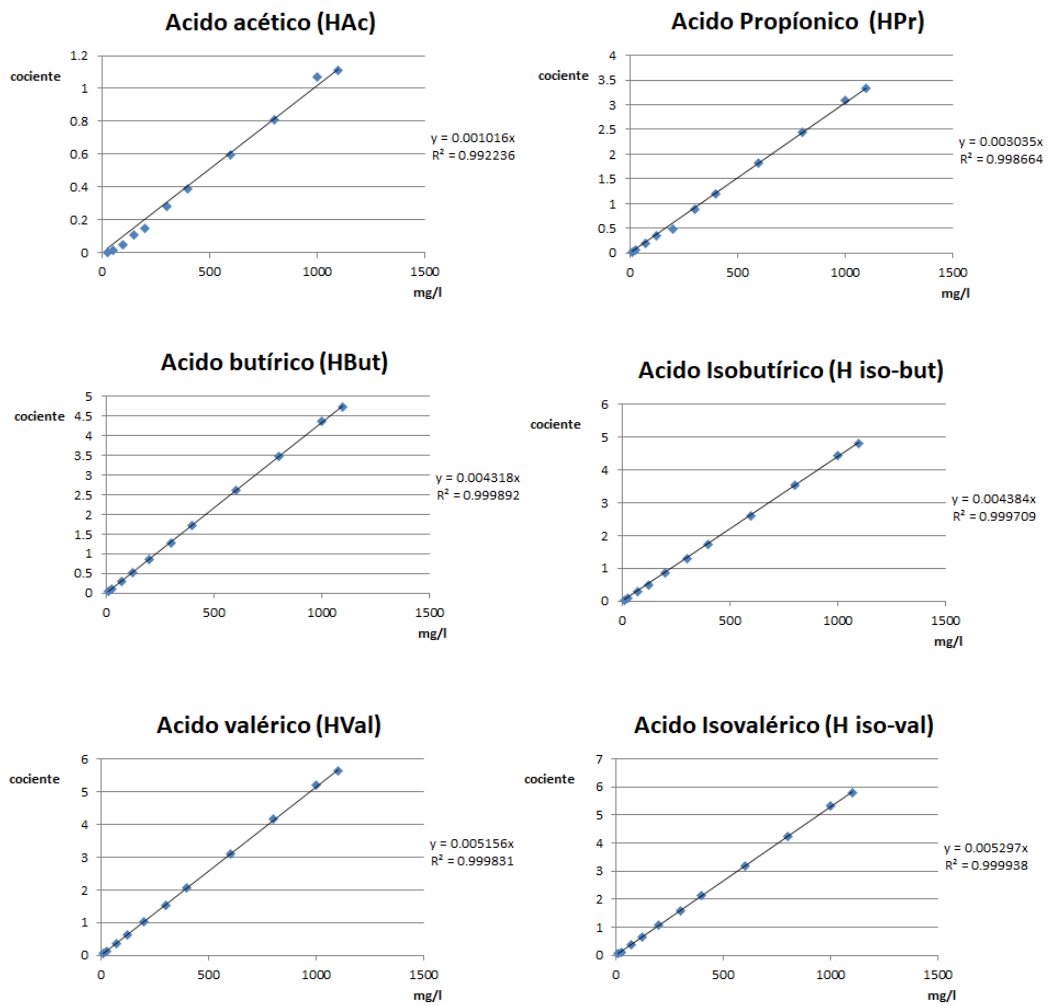 Acido acético (HAc)
cociente
1.2
1
0.8
0.6
0.4
0.2
0
0
500
1000
1500
mg/l
y = 0.001016x
R² = 0.992236
Acido Propíonico (HPr)
cociente
4
3.5
3
2.5
2
1.5
1
0.5
0
0
500
1000
1500
mg/l
y = 0.003035x
R² = 0.998664
Acido butírico (HBut)
cociente
5
4.5
4
3.5
3
2.5
2
1.5
1
0.5
0
0
500
1000
1500
mg/l
y = 0.004318x
R² = 0.999892
Acido Isobutírico (H iso-but)
cociente
6
5
4
3
2
1
0
0
500
1000
1500
mg/l
y = 0.004384x
R² = 0.999709
Acido valérico (HVal)
cociente
6
5
4
3
2
1
0
0
500
1000
1500
mg/l
y = 0.005156x
R² = 0.999831
Acido Isovalérico (H iso-val)
cociente
7
6
5
4
3
2
1
0
0
500
1000
1500
mg/l
y = 0.005297x
R² = 0.999938